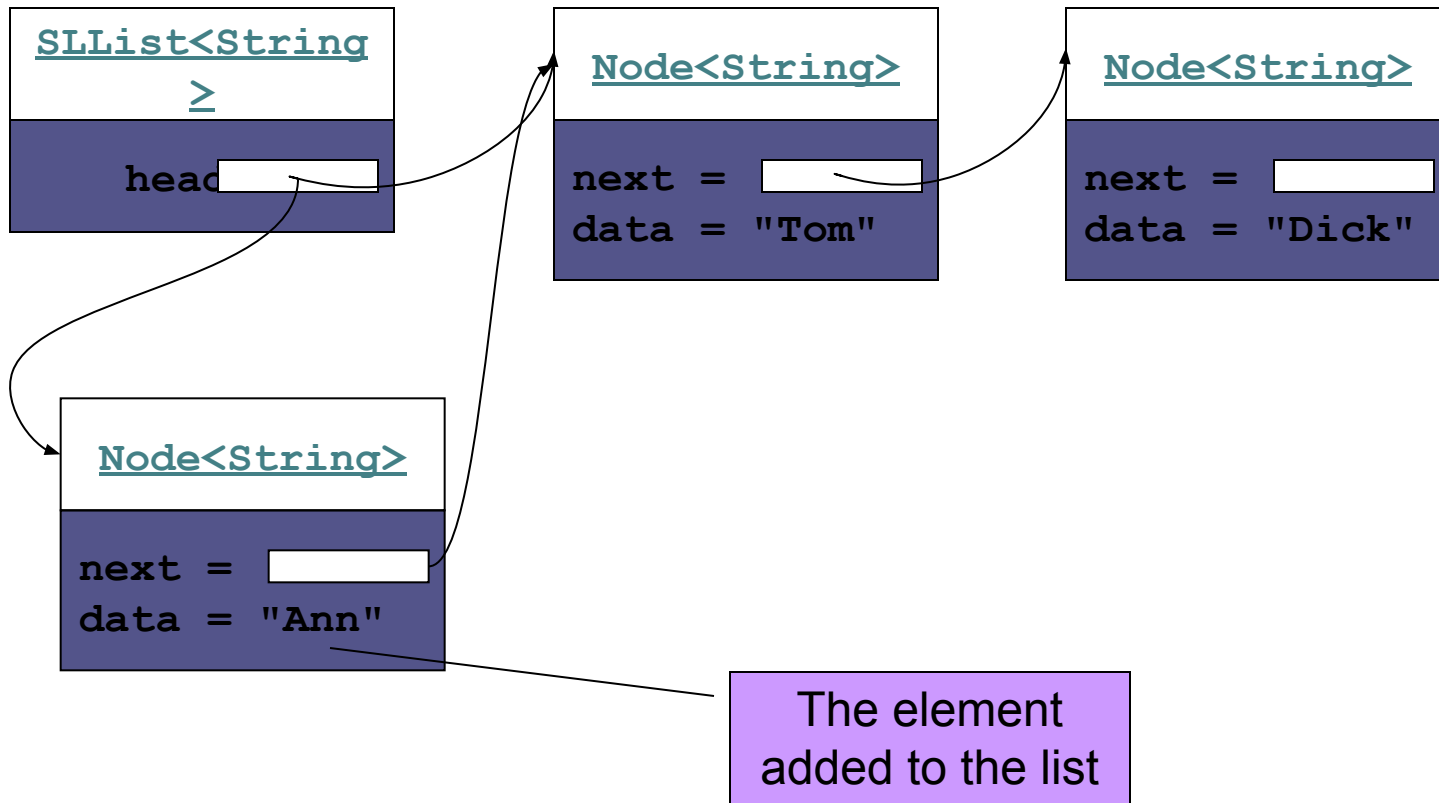 SLList<String
>
head
Node<String>
next =
data = "Tom"
Node<String>
next =
data = "Dick"
Node<String>
next =
data = "Ann"
The element
added to the list